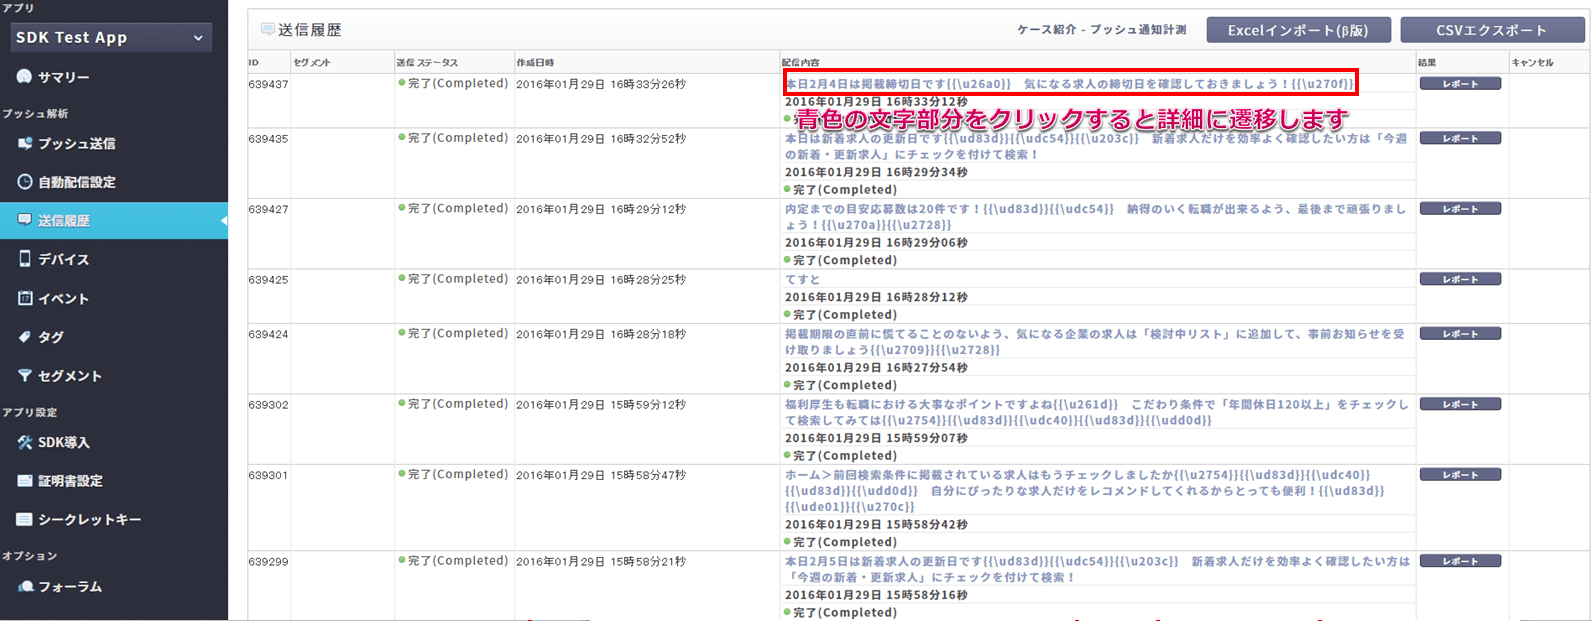 アプリ
SDK Test App
サマリー
プッシュ解析
プッシュ送信
自動配信設定
送信履歴
デバイス
イベント
タグ
セグメント
アプリ設定
SDK導入
証明書設定
シークレットキー
オプション
フォーラム
送信履歴
ケース紹介 - プッシュ通知計測
Excelインポート(β版)
CSVエクスポート
ID セグメント 送信ステータス 作成日時 配信内容 結果 キャンセル
639437 完了(Completed) 2016年01月29日 16時33分26秒 本日2月4日は掲載締切日です{{\u26a0}} 気になる求人の締切日を確認しておきましょう！{{\u270f}} レポート
2016年01月29日 16時33分12秒
青色の文字部分をクリックすると詳細に遷移します
639435 完了(Completed) 2016年01月29日 16時32分52秒 本日は新着求人の更新日です{{\ud83d}}{{\udc54}}{{\u203c}} 新着求人だけを効率よく確認したい方は「今週 レポート
の新着・更新求人」にチェックを付けて検索！
2016年01月29日 16時29分34秒
完了(Completed)
639427 完了(Completed) 2016年01月29日 16時29分12秒 内定までの目安応募数は20件です！{{\ud83d}}{{\udc54}} 納得のいく転職が出来るよう、最後まで頑張りまし レポート
ょう！{{\u270a}}{{\u2728}}
2016年01月29日 16時29分06秒
完了(Completed)
639425 完了(Completed) 2016年01月29日 16時28分25秒 てすと レポート
2016年01月29日 16時28分12秒
完了(Completed)
639424 完了(Completed) 2016年01月29日 16時28分18秒 掲載期限の直前に慌てることのないよう、気になる企業の求人は「検討中リスト」に追加して、事前お知らせを受 レポート
け取りましょう{{\u2709}}{{\u2728}}
2016年01月29日 16時27分54秒
完了(Completed)
639302 完了(Completed) 2016年01月29日 15時59分12秒 福利厚生も転職における大事なポイントですよね{{\u261d}} こだわり条件で「年間休日120以上」をチェックし レポート
て検索してみては{{\u2754}}{{\ud83d}}{{\udc40}}{{\ud83d}}{{\udd0d}}
2016年01月29日 15時59分07秒
完了(Completed)
639301 完了(Completed) 2016年01月29日 15時58分47秒 ホーム＞前回検索条件に掲載されている求人はもうチェックしましたか{{\u2754}}{{\ud83d}}{{\udc40}} レポート
{{\ud83d}}{{\udd0d}} 自分にぴったりな求人だけをレコメンドしてくれるからとっても便利！{{\ud83d}}
{{\ude01}}{{\u270c}}
2016年01月29日 15時58分42秒
完了(Completed)
639299 完了(Completed) 2016年01月29日 15時58分21秒 本日2月5日は新着求人の更新日です{{\ud83d}}{{\udc54}}{{\u203c}} 新着求人だけを効率よく確認したい方は レポート
「今週の新着・更新求人」にチェックを付けて検索！
2016年01月29日 15時58分16秒
完了(Completed)